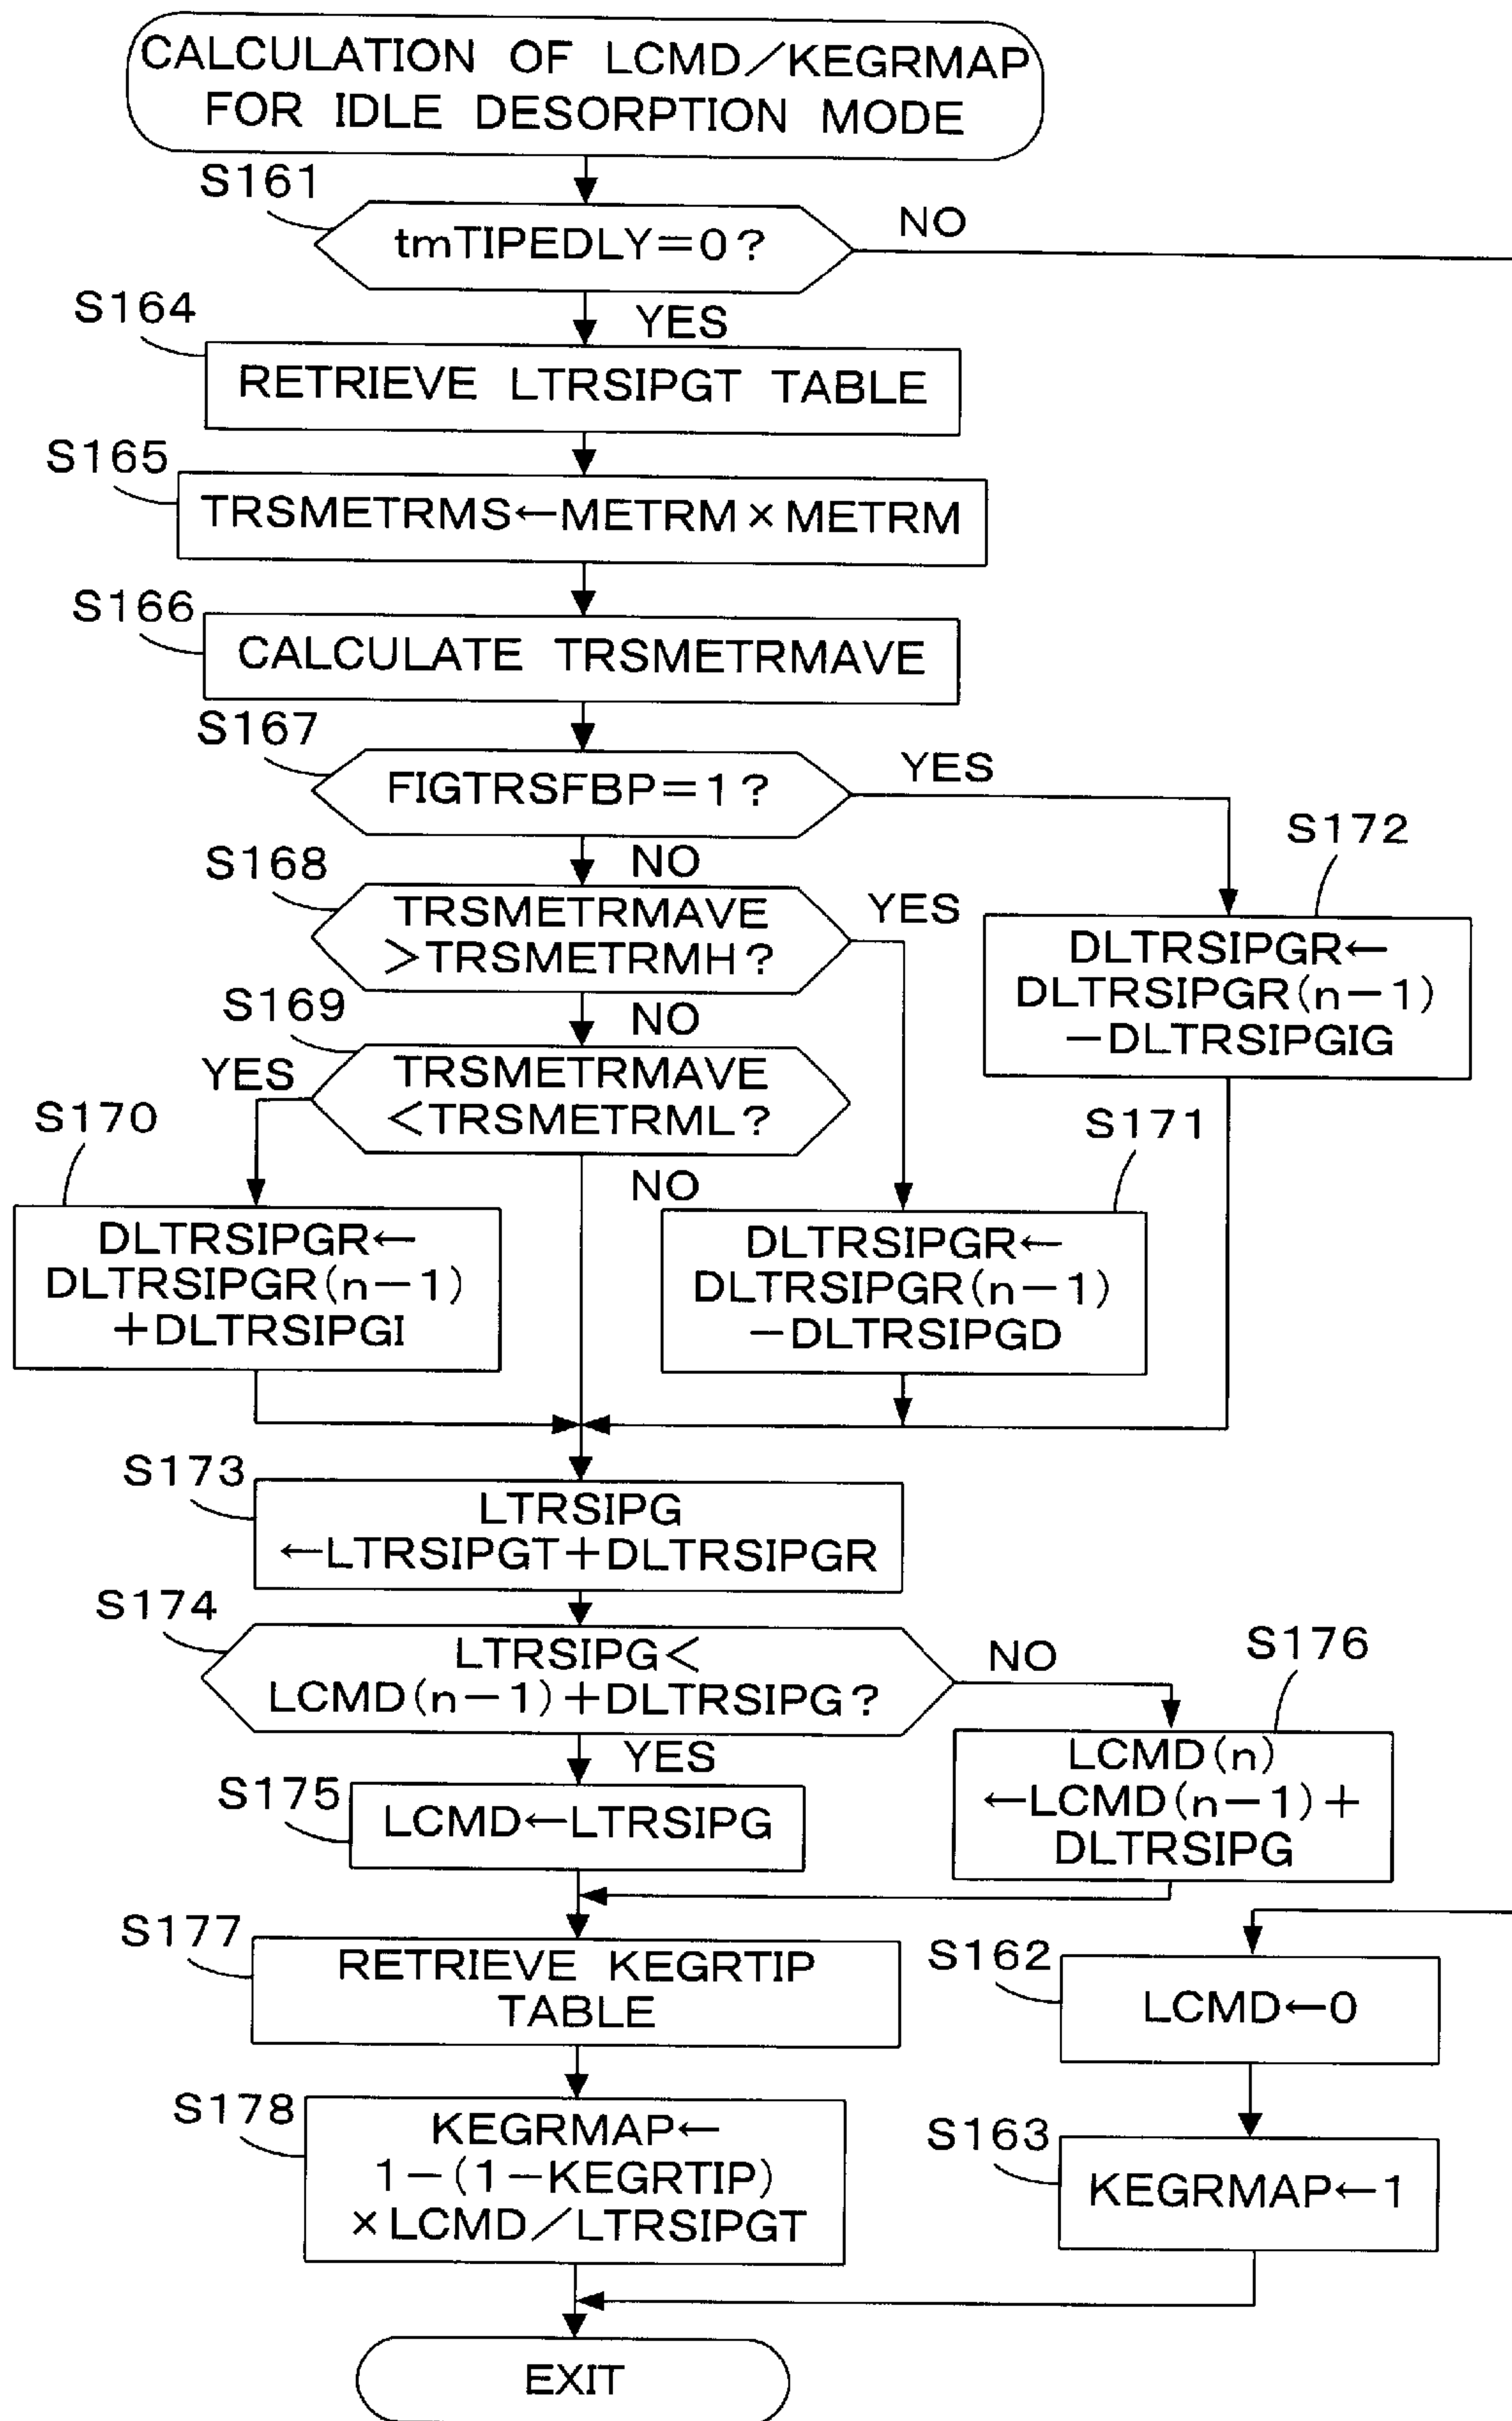 CALCULATION OF LCMD/KEGRMAP
FOR IDLE DESORPTION MODE
S161
tmTIPEDLY=0?
NO
YES
S164
RETRIEVE LTRSIPGT TABLE
S165
TRSMETRMS←METRM×METRM
S166
CALCULATE TRSMETRMAVE
S167
FIGTRSFBP=1?
YES
NO
S172
DLTRSIPGR←
DLTRSIPGR(n-1)
-DLTRSIPGIG
S168
TRSMETRMAVE
>TRSMETRMH?
YES
NO
S169
TRSMETRMAVE
<TRSMETRML?
YES
NO
S170
DLTRSIPGR←
DLTRSIPGR(n-1)
+DLTRSIPGI
S171
DLTRSIPGR←
DLTRSIPGR(n-1)
-DLTRSIPGD
S173
LTRSIPG
←LTRSIPGT+DLTRSIPGR
S174
LTRSIPG<
LCMD(n-1)+DLTRSIPG?
NO
YES
S176
LCMD(n)
←LCMD(n-1)+
DLTRSIPG
S175
LCMD←LTRSIPG
S177
RETRIEVE KEGRTIP
TABLE
S162
LCMD←0
S178
KEGRMAP←
1-(1-KEGRTIP)
×LCMD/LTRSIPGT
S163
KEGRMAP←1
EXIT